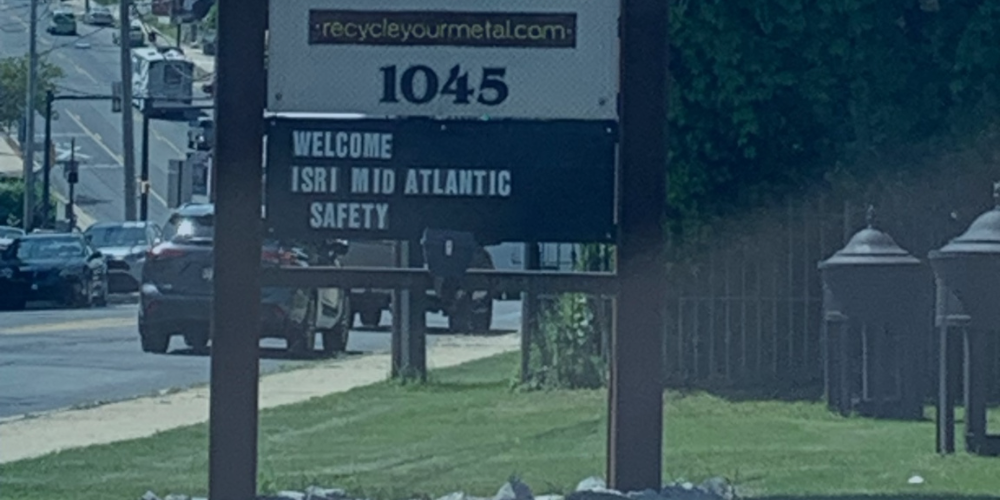 recycleyourmetal.com
1045
WELCOME
ISRI MID ATLANTIC
SAFETY